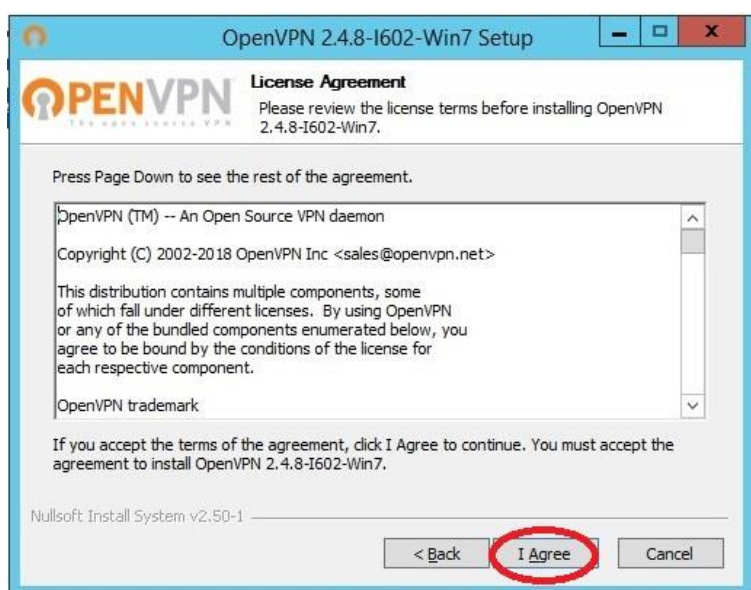 OpenVPN 2.4.8-I602-Win7 Setup
OPENVPN
The open source VPN
License Agreement
Please review the license terms before installing OpenVPN
2.4.8-I602-Win7.
Press Page Down to see the rest of the agreement.
OpenVPN (TM) -- An Open Source VPN daemon
Copyright (C) 2002-2018 OpenVPN Inc <sales@openvpn.net>
This distribution contains multiple components, some
of which fall under different licenses. By using OpenVPN
or any of the bundled components enumerated below, you
agree to be bound by the conditions of the license for
each respective component.
OpenVPN trademark
If you accept the terms of the agreement, click I Agree to continue. You must accept the
agreement to install OpenVPN 2.4.8-I602-Win7.
Nullsoft Install System v2.50-1
< Back
I Agree
Cancel